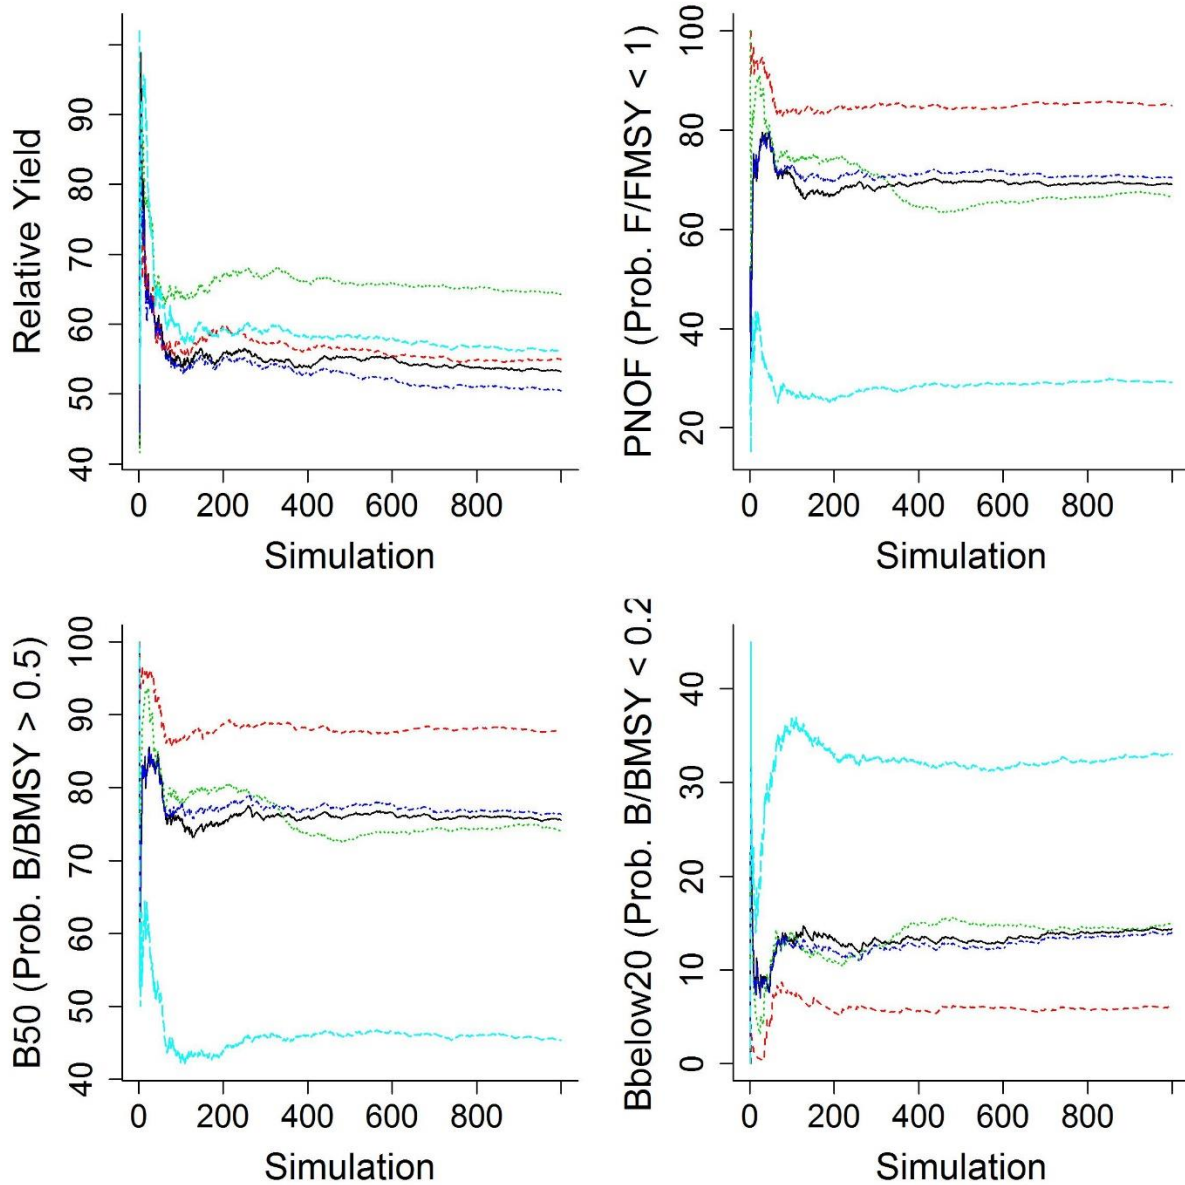 Relative Yield
40 50 60 70 80 90
0 200 400 600 800
Simulation
PNOF (Prob. F/FMSY < 1)
20 40 60 80 100
0 200 400 600 800
Simulation
B50 (Prob. B/BMSY > 0.5)
40 50 60 70 80 90 100
0 200 400 600 800
Simulation
Bbelow20 (Prob. B/BMSY < 0.2
0 10 20 30 40
0 200 400 600 800
Simulation